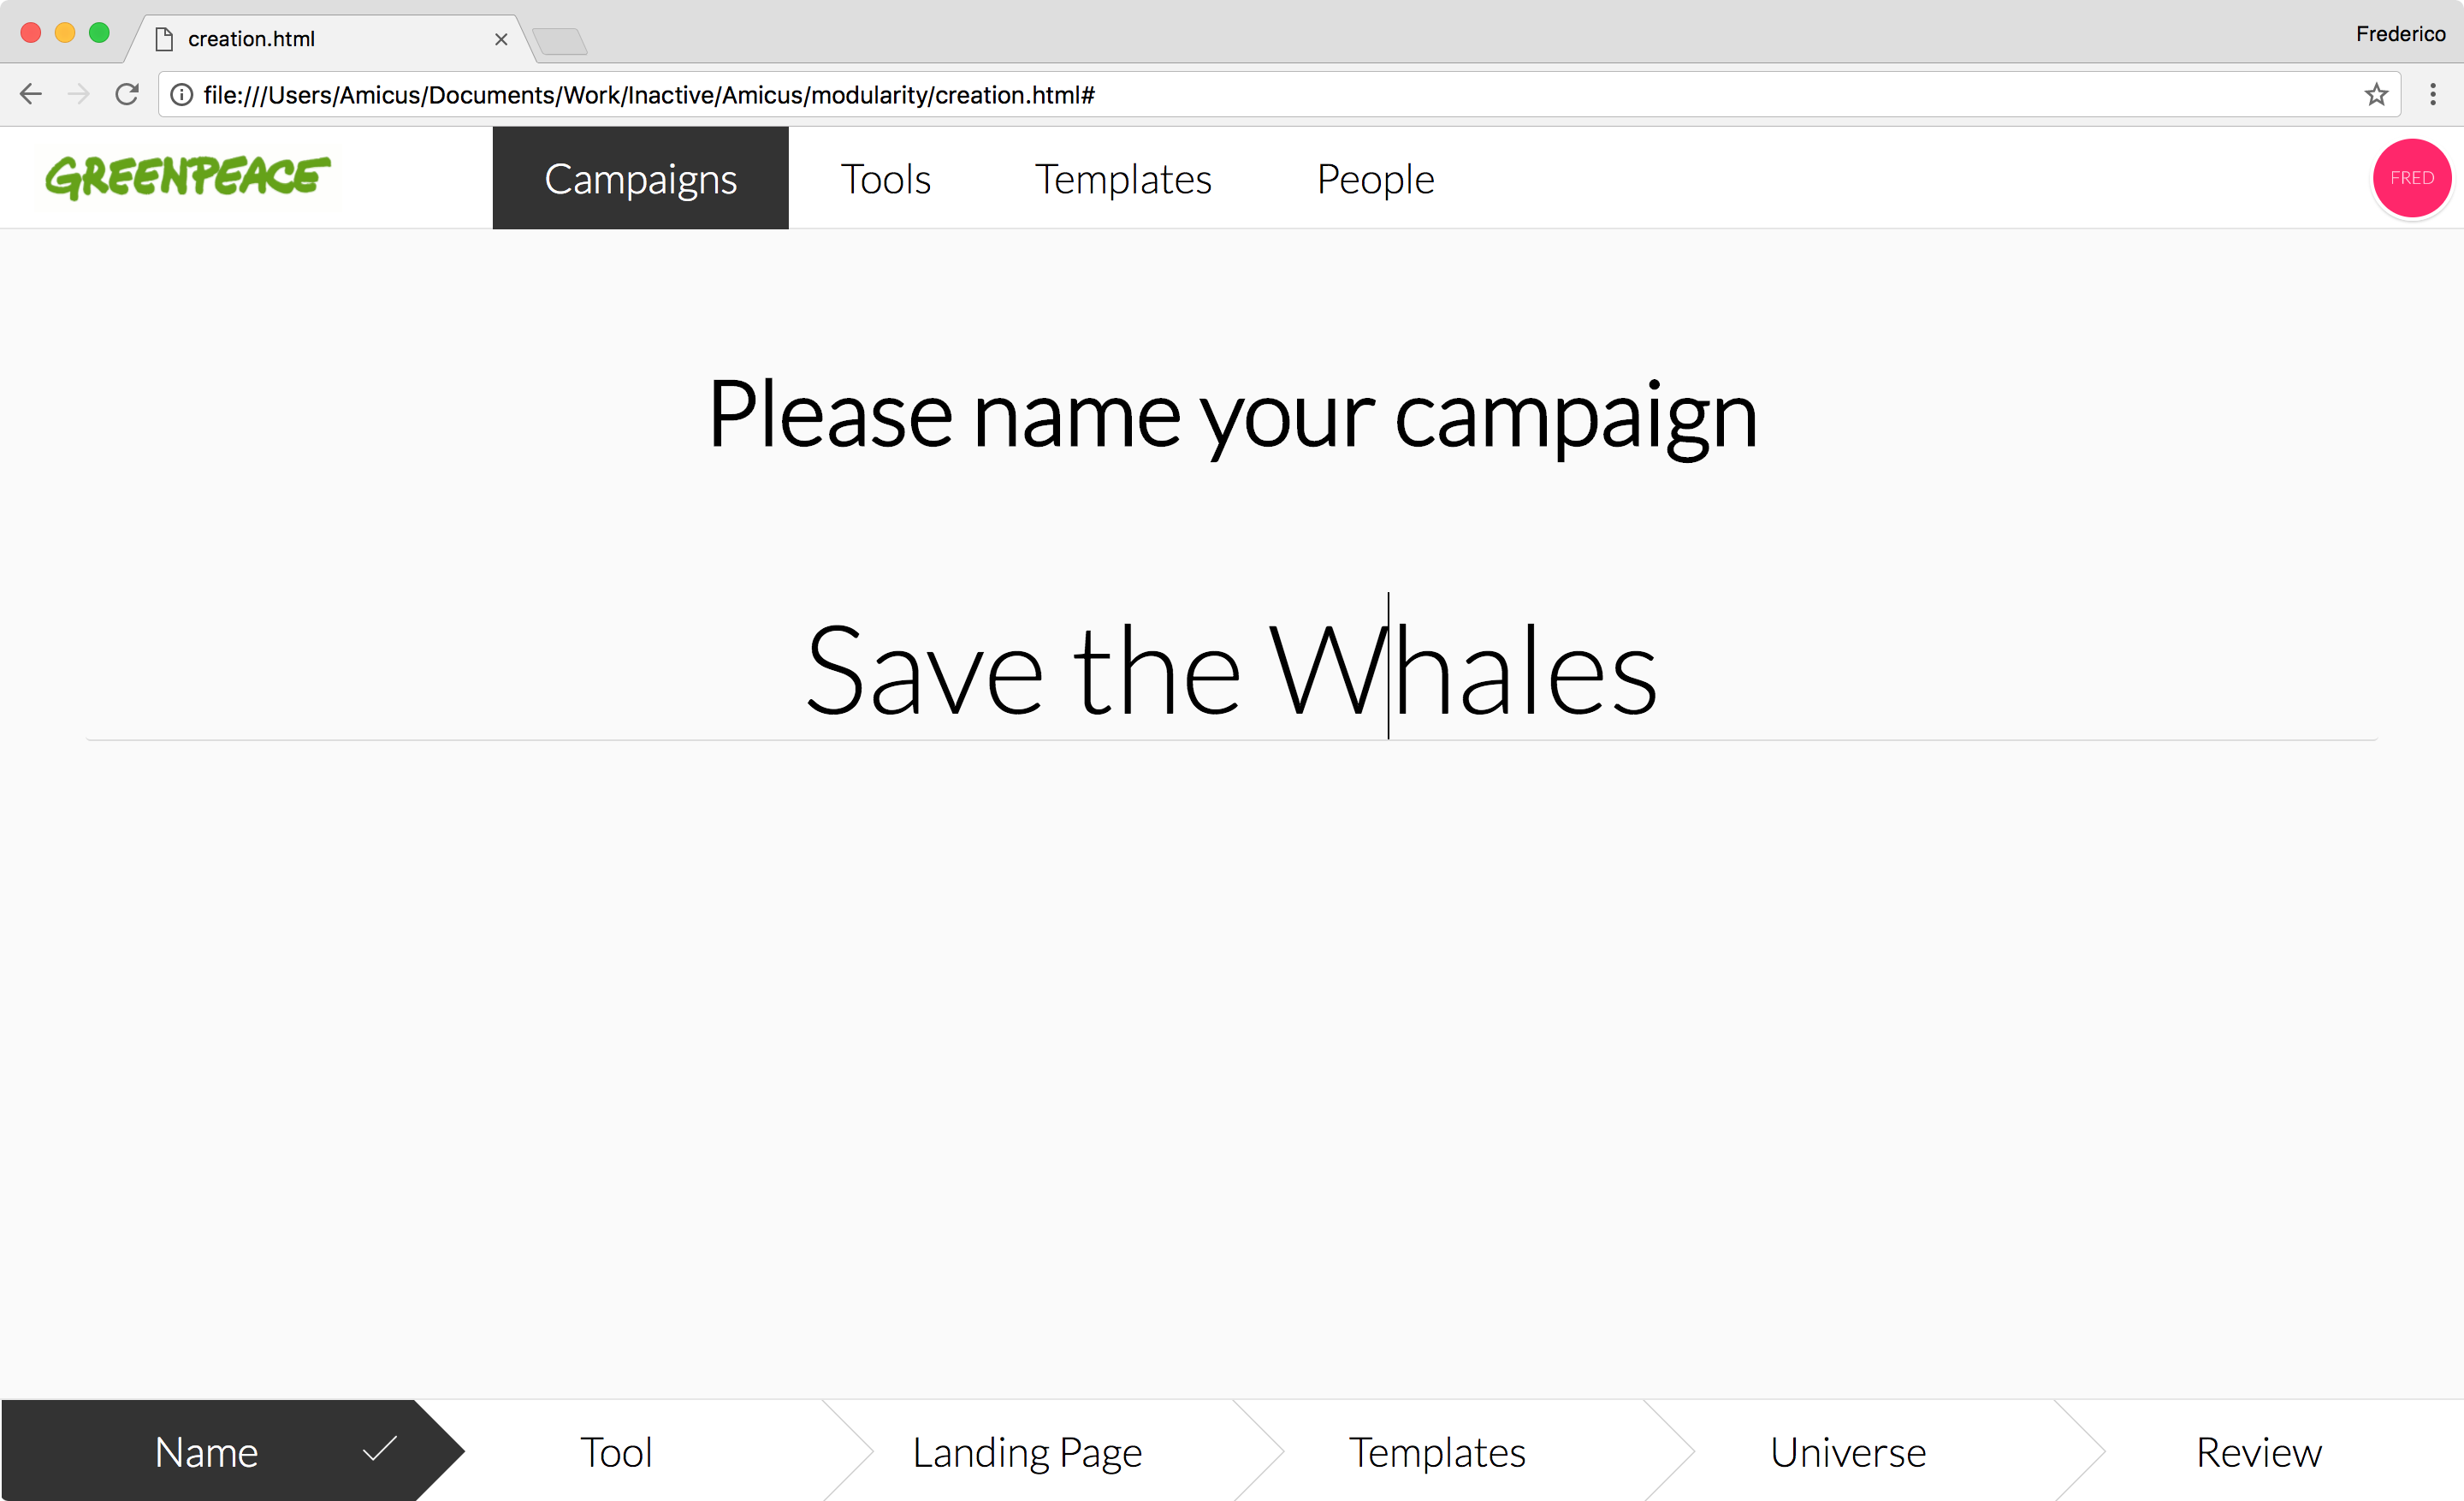 creation.html
Frederico
file:///Users/Amicus/Documents/Work/Inactive/Amicus/modularity/creation.html#
GREENPEACE Campaigns Tools Templates People FRED
Please name your campaign
Save the Whales
Name Tool Landing Page Templates Universe Review